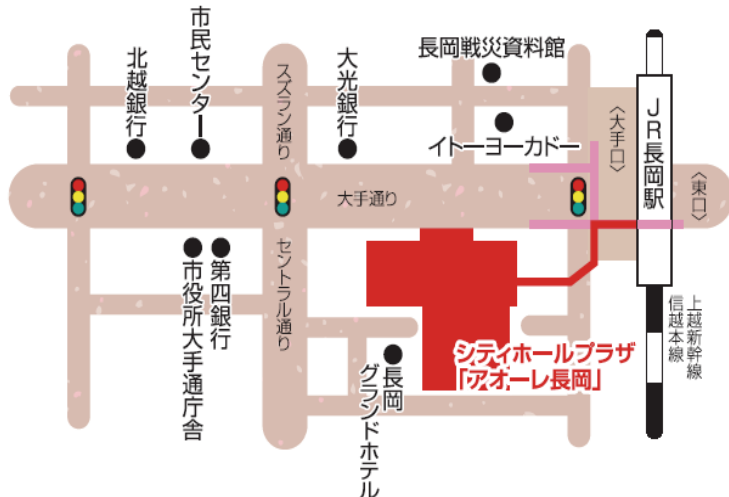 北越銀行
市民センター
スズラン通り
大光銀行
長岡戦災資料館
イトーヨーカドー
〈大手口〉
JR長岡駅
〈東口〉
大手通り
市役所大手通庁舎
第四銀行
セントラル通り
長岡
グランドホテル
シティホールプラザ
「アオーレ長岡」
上越新幹線
信越本線